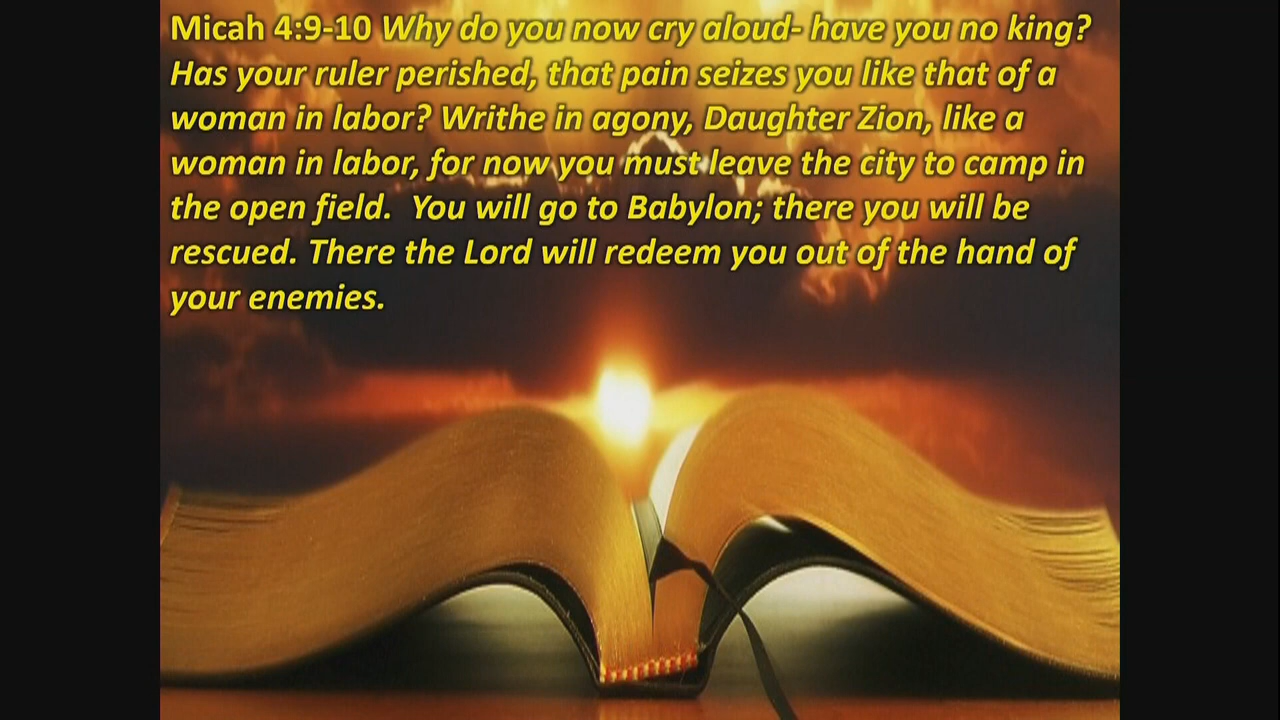 Micah 4:9-10 Why do you now cry aloud- have you no king?
Has your ruler perished, that pain seizes you like that of a
woman in labor? Writhe in agony, Daughter Zion, like a
woman in labor, for now you must leave the city to camp in
the open field.  You will go to Babylon; there you will be
rescued. There the Lord will redeem you out of the hand of
your enemies.